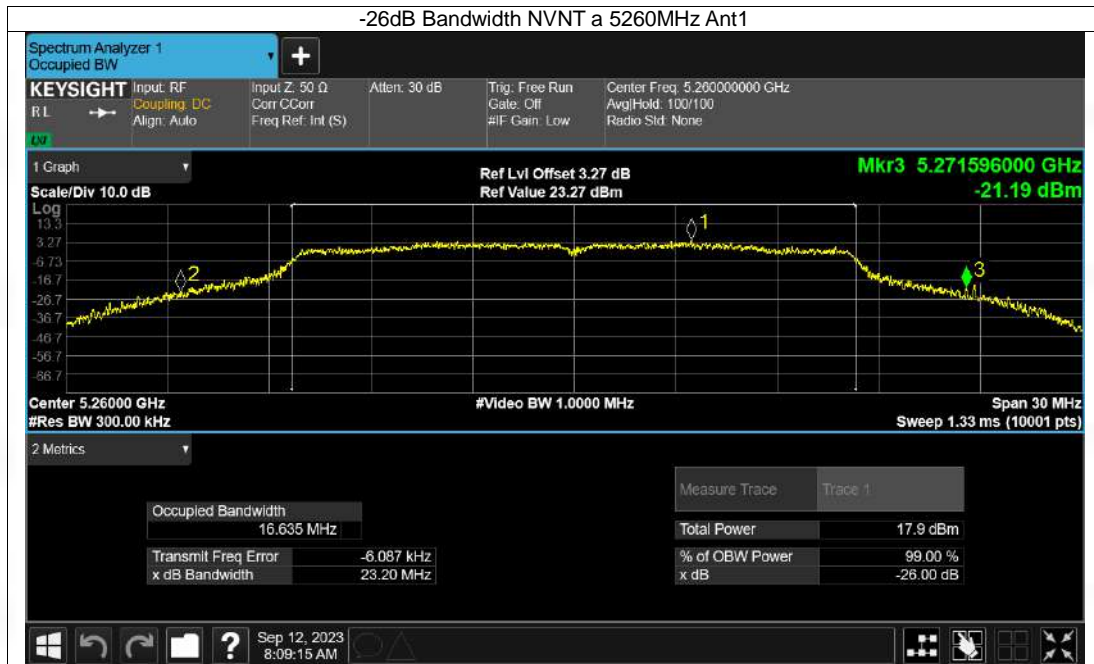 -26dB Bandwidth NVNT a 5260MHz Ant1
Spectrum Analyzer 1
Occupied BW
+
KEYSIGHT Input: RF Input Z: 50 Ω Atten: 30 dB Trig: Free Run Center Freq: 5.260000000 GHz
RL Coupling: DC Corr CCorr Gate: Off Avg|Hold: 100/100
Align: Auto Freq Ref: Int (S) #IF Gain: Low Radio Std: None
LXI
1 Graph Ref Lvl Offset 3.27 dB Mkr3 5.271596000 GHz
Scale/Div 10.0 dB Ref Value 23.27 dBm -21.19 dBm
Log
13.3
3.27
-6.73
-16.7
-26.7
-36.7
-46.7
-56.7
-66.7
1
2
3
Center 5.26000 GHz #Video BW 1.0000 MHz Span 30 MHz
#Res BW 300.00 kHz Sweep 1.33 ms (10001 pts)
2 Metrics
Measure Trace Trace 1
Occupied Bandwidth
16.635 MHz Total Power 17.9 dBm
Transmit Freq Error -6.087 kHz % of OBW Power 99.00 %
x dB Bandwidth 23.20 MHz x dB -26.00 dB
? Sep 12, 2023
8:09:15 AM